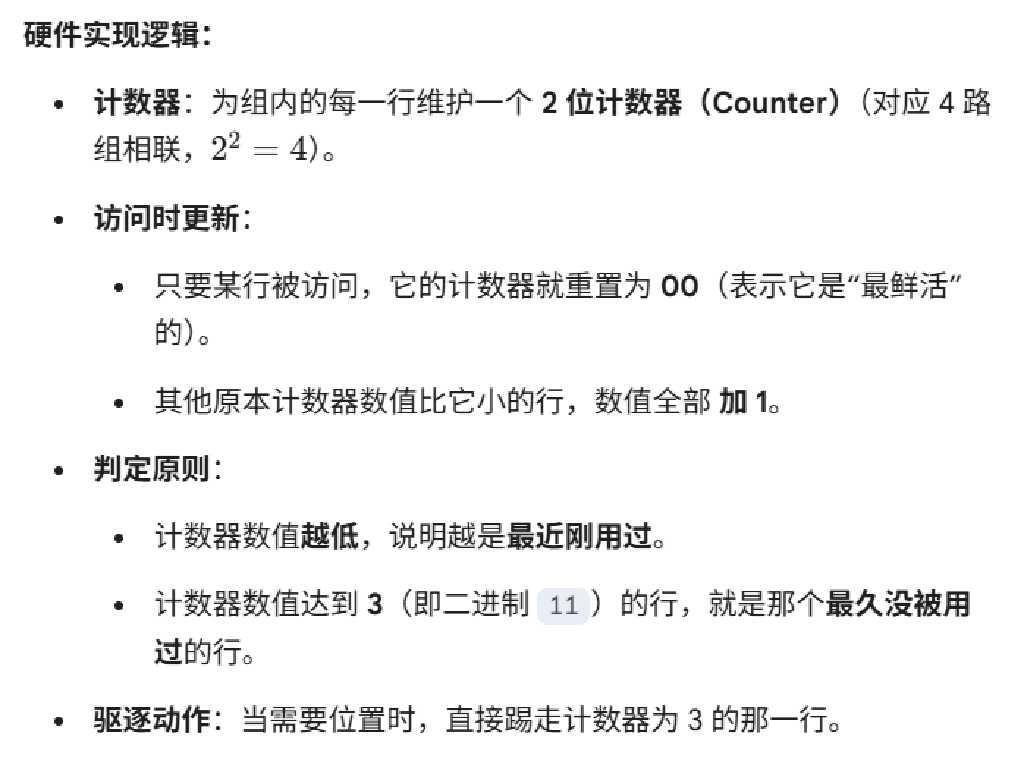 硬件实现逻辑：
• 计数器：为组内的每一行维护一个 2 位计数器（Counter）（对应 4 路
组相联，2² = 4）。
• 访问时更新：
• 只要某行被访问，它的计数器就重置为 00（表示它是“最鲜活”
的）。
• 其他原本计数器数值比它小的行，数值全部 加 1。
• 判定原则：
• 计数器数值越低，说明越是最近刚用过。
• 计数器数值达到 3（即二进制 11 ）的行，就是那个最久没被用
过的行。
• 驱逐动作：当需要位置时，直接踢走计数器为 3 的那一行。